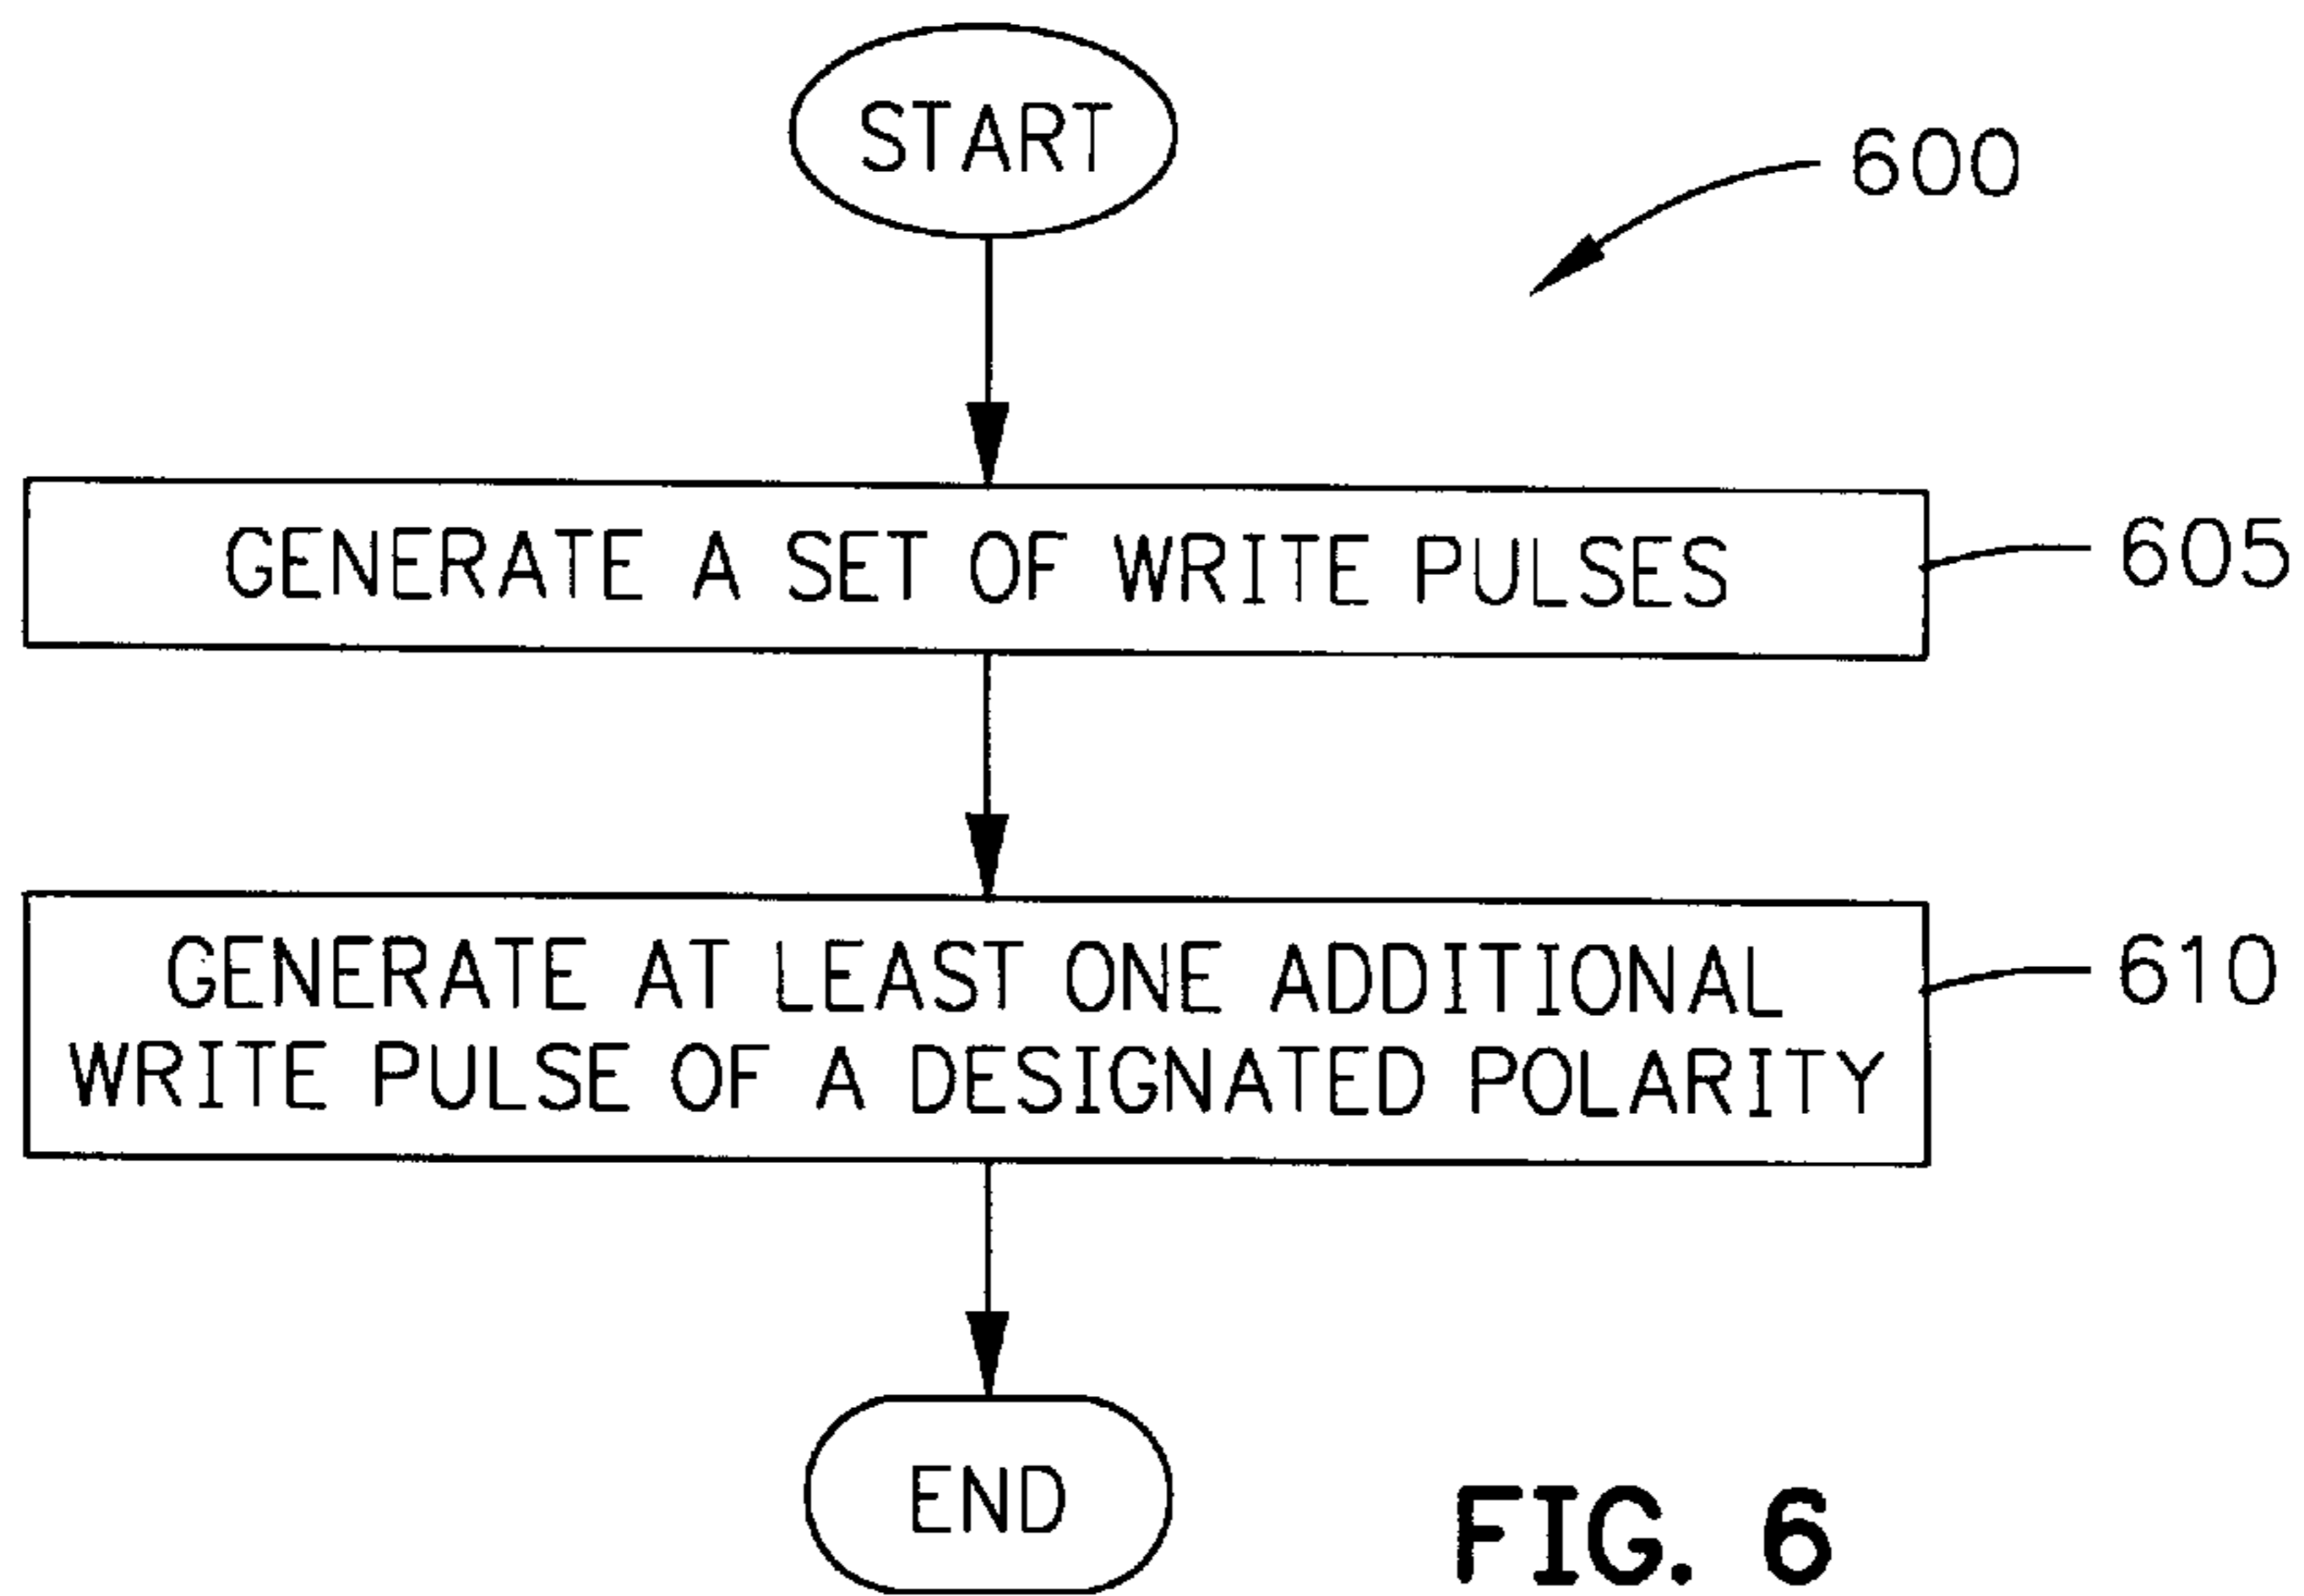 START
600
GENERATE A SET OF WRITE PULSES
605
GENERATE AT LEAST ONE ADDITIONAL
WRITE PULSE OF A DESIGNATED POLARITY
610
END
FIG. 6